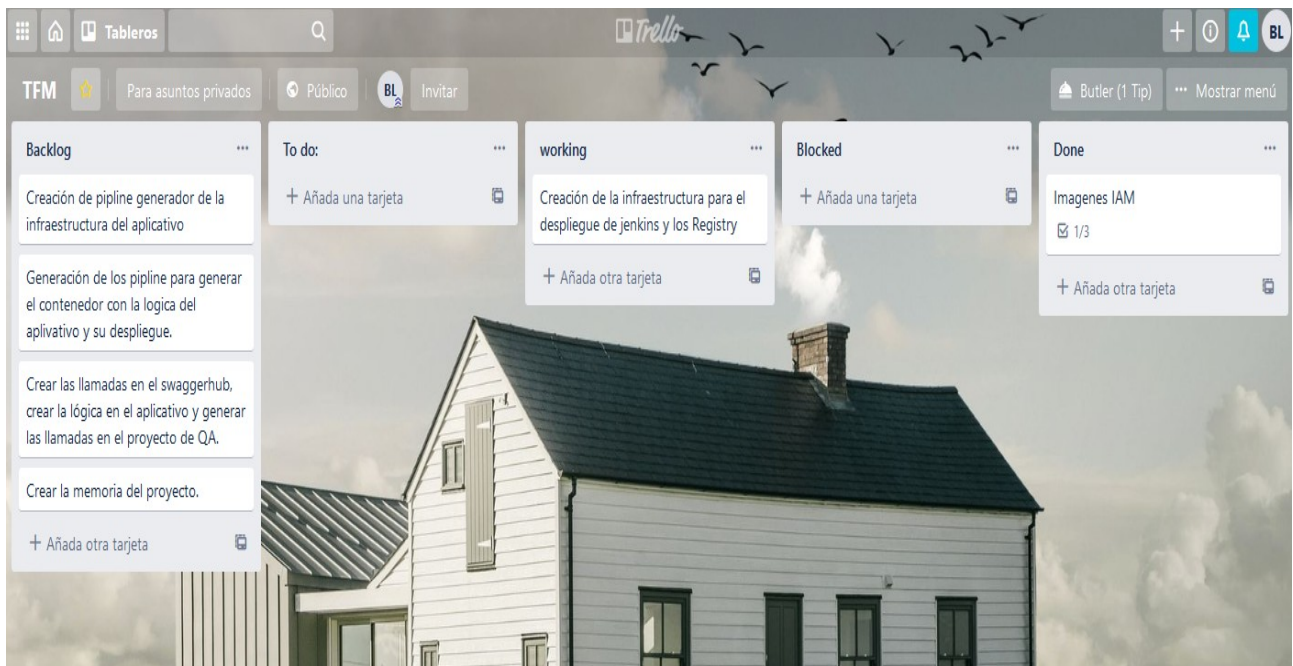 Tableros
Trello
BL
TFM
Para asuntos privados
Público
BL
Invitar
Butler (1 Tip)
Mostrar menú
Backlog
Creación de pipline generador de la
infraestructura del aplicativo
Generación de los pipline para generar
el contenedor con la logica del
aplivativo y su despliegue.
Crear las llamadas en el swaggerhub,
crear la lógica en el aplicativo y generar
las llamadas en el proyecto de QA.
Crear la memoria del proyecto.
+ Añada otra tarjeta
To do:
+ Añada una tarjeta
working
Creación de la infraestructura para el
despliegue de jenkins y los Registry
+ Añada otra tarjeta
Blocked
+ Añada una tarjeta
Done
Imagenes IAM
1/3
+ Añada otra tarjeta